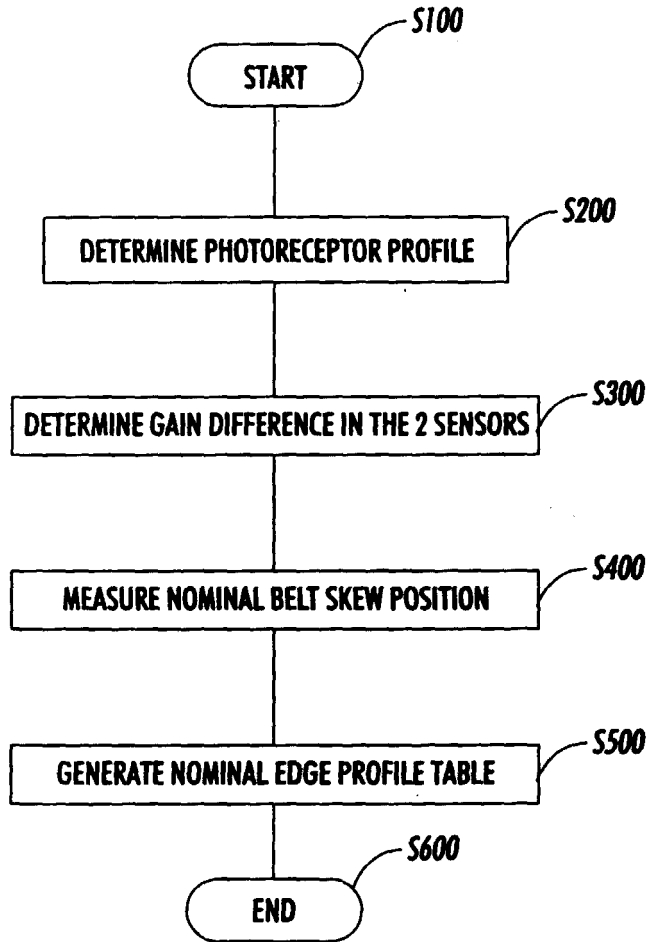 S100
START
S200
DETERMINE PHOTORECEPTOR PROFILE
S300
DETERMINE GAIN DIFFERENCE IN THE 2 SENSORS
S400
MEASURE NOMINAL BELT SKEW POSITION
S500
GENERATE NOMINAL EDGE PROFILE TABLE
S600
END